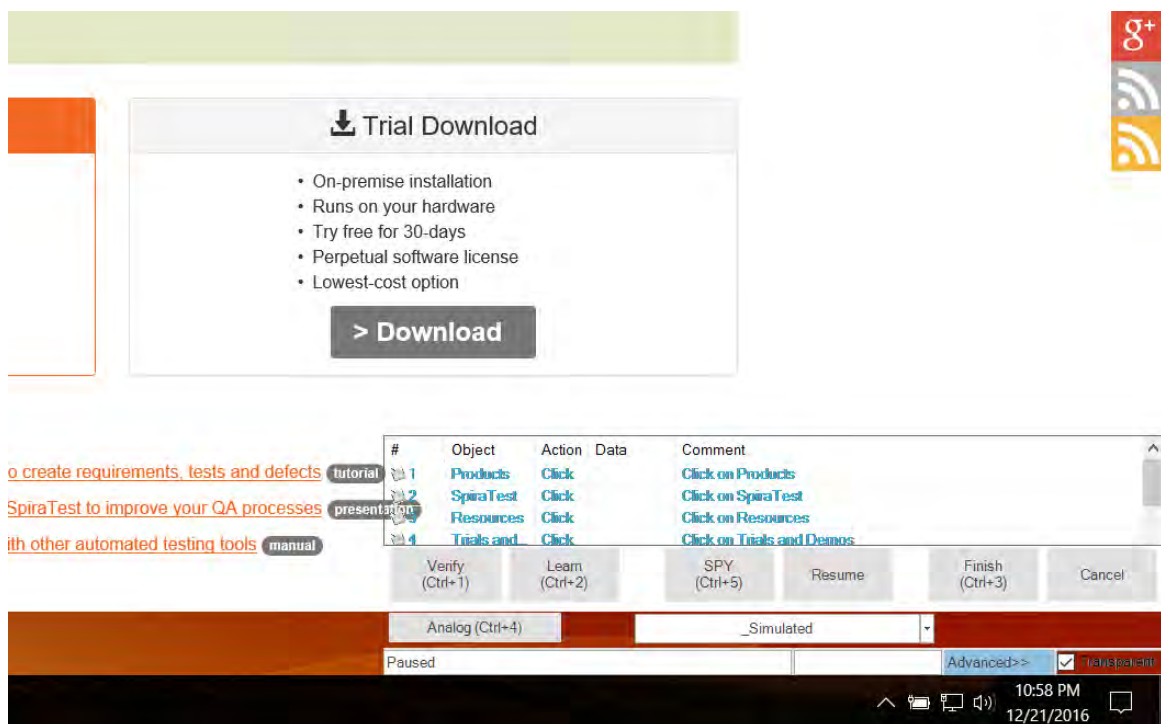 g+
Trial Download
• On-premise installation
• Runs on your hardware
• Try free for 30-days
• Perpetual software license
• Lowest-cost option
> Download
o create requirements, tests and defects tutorial
SpiraTest to improve your QA processes presentation
ith other automated testing tools manual
# Object Action Data Comment
1 Products Click Click on Products
2 SpiraTest Click Click on SpiraTest
3 Resources Click Click on Resources
4 Trials and... Click Click on Trials and Demos
Verify (Ctrl+1)
Learn (Ctrl+2)
SPY (Ctrl+5)
Resume
Finish (Ctrl+3)
Cancel
Analog (Ctrl+4)
_Simulated
Paused
Advanced>>
Transparent
10:58 PM
12/21/2016